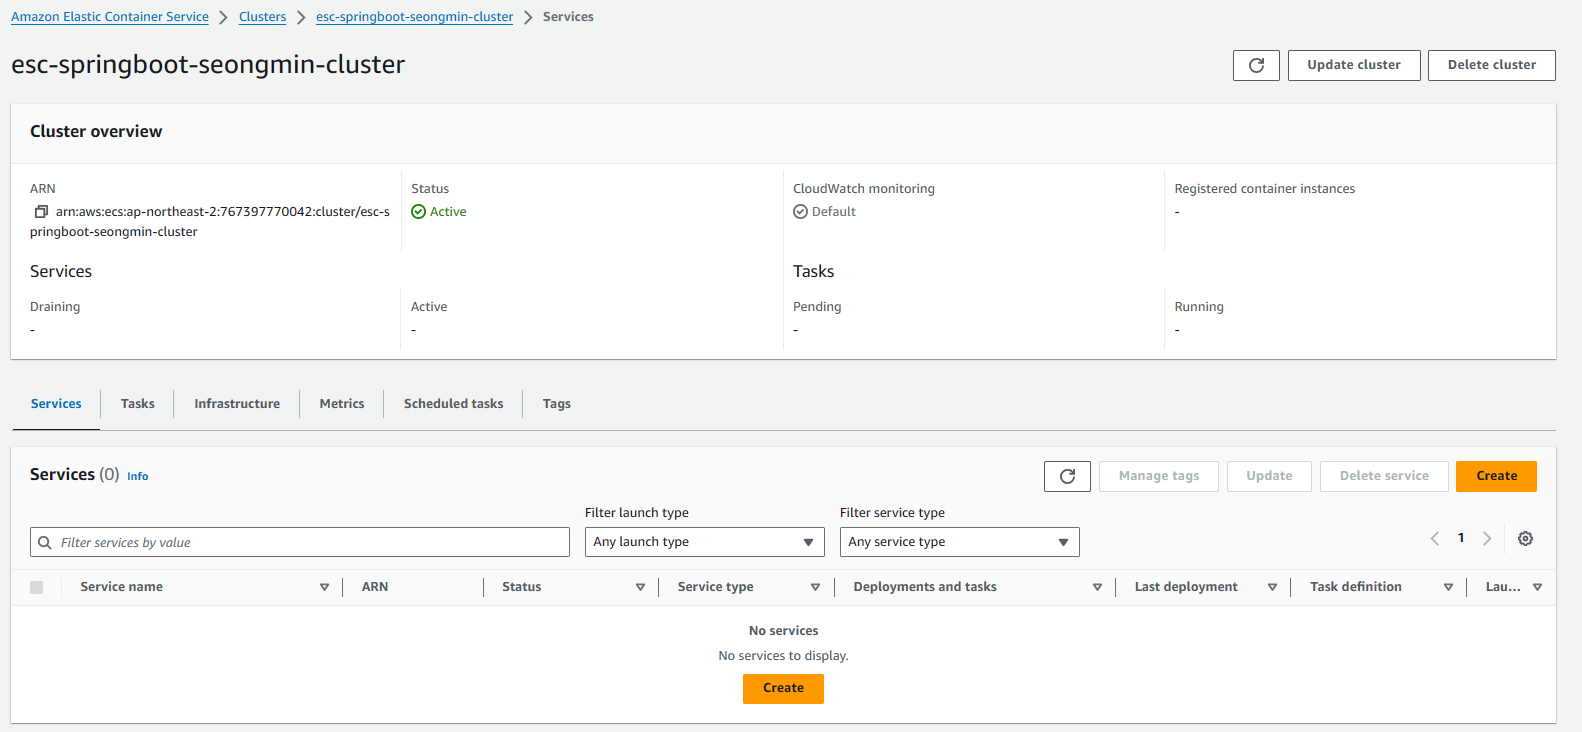 Amazon Elastic Container Service > Clusters > esc-springboot-seongmin-cluster > Services
esc-springboot-seongmin-cluster
Update cluster
Delete cluster
Cluster overview
ARN
arn:aws:ecs:ap-northeast-2:767397770042:cluster/esc-s
pringboot-seongmin-cluster
Status
Active
CloudWatch monitoring
Default
Registered container instances
-
Services
Tasks
Draining
-
Active
-
Pending
-
Running
-
Services
Tasks
Infrastructure
Metrics
Scheduled tasks
Tags
Services (0) Info
Manage tags
Update
Delete service
Create
Filter launch type
Filter service type
Filter services by value
Any launch type
Any service type
1
Service name
ARN
Status
Service type
Deployments and tasks
Last deployment
Task definition
Lau...
No services
No services to display.
Create